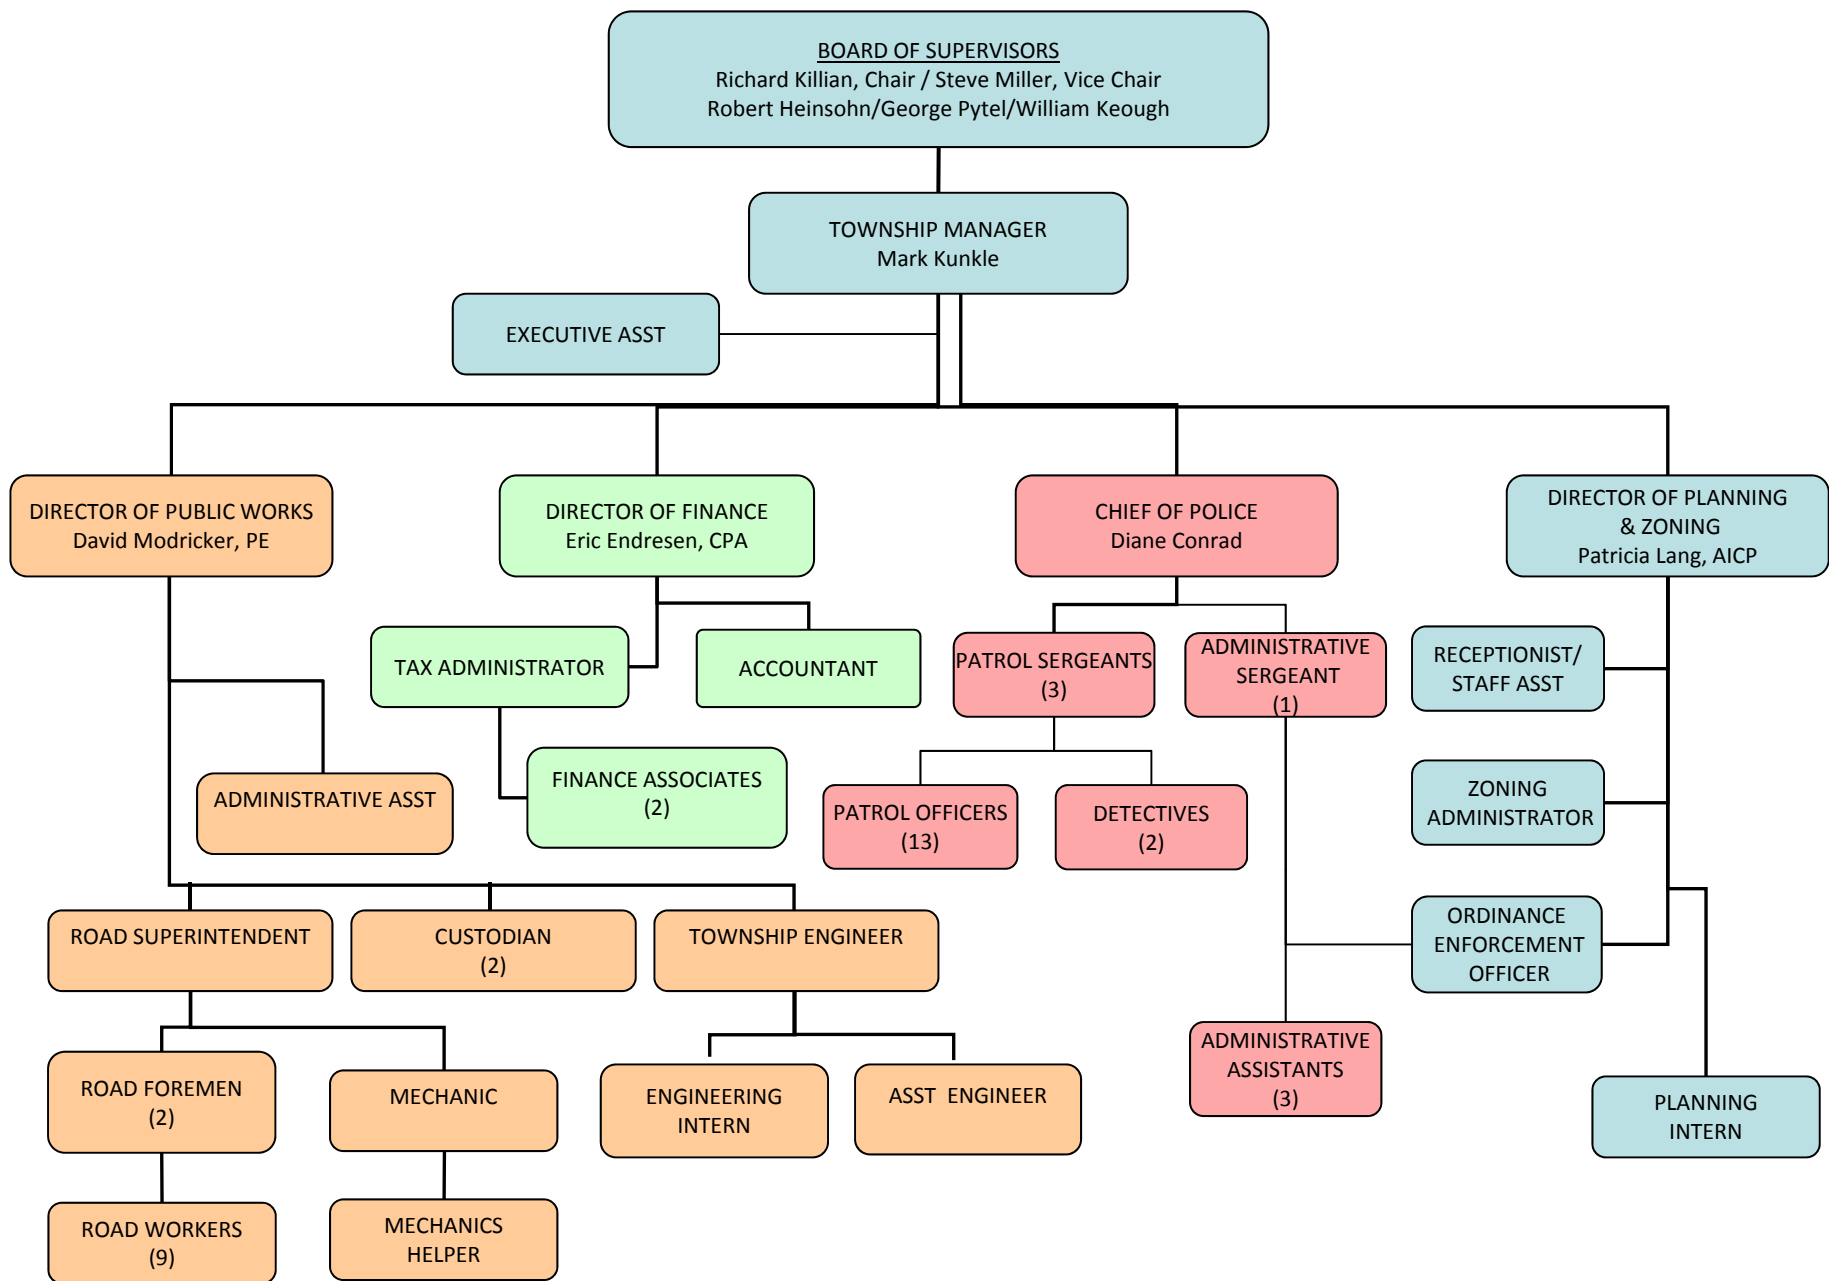 BOARD OF SUPERVISORS
Richard Killian, Chair / Steve Miller, Vice Chair
Robert Heinsohn/George Pytel/William Keough
TOWNSHIP MANAGER
Mark Kunkle
EXECUTIVE ASST
DIRECTOR OF PUBLIC WORKS
David Modricker, PE
DIRECTOR OF FINANCE
Eric Endresen, CPA
CHIEF OF POLICE
Diane Conrad
DIRECTOR OF PLANNING
& ZONING
Patricia Lang, AICP
TAX ADMINISTRATOR
ACCOUNTANT
PATROL SERGEANTS
(3)
ADMINISTRATIVE
SERGEANT
(1)
RECEPTIONIST/
STAFF ASST
ADMINISTRATIVE ASST
FINANCE ASSOCIATES
(2)
PATROL OFFICERS
(13)
DETECTIVES
(2)
ZONING
ADMINISTRATOR
ROAD SUPERINTENDENT
CUSTODIAN
(2)
TOWNSHIP ENGINEER
ORDINANCE
ENFORCEMENT
OFFICER
ROAD FOREMEN
(2)
MECHANIC
ENGINEERING
INTERN
ASST  ENGINEER
ADMINISTRATIVE
ASSISTANTS
(3)
PLANNING
INTERN
ROAD WORKERS
(9)
MECHANICS
HELPER